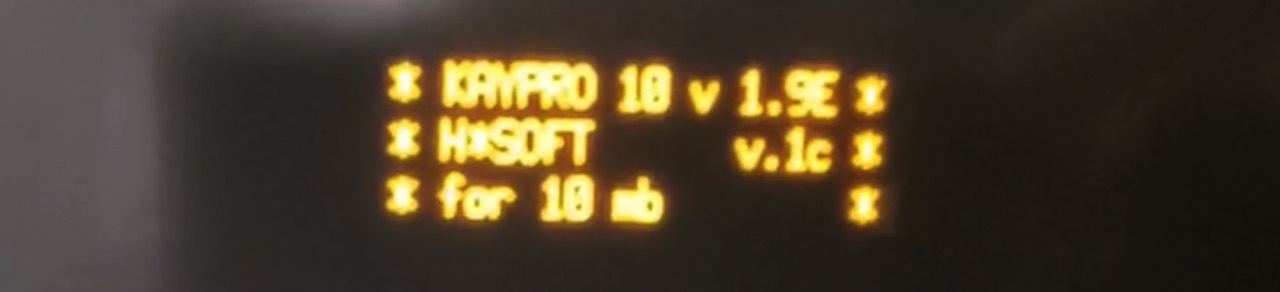 * KAYPRO 10 v 1.9E *
* H*SOFT v.1c *
* for 10 mb *